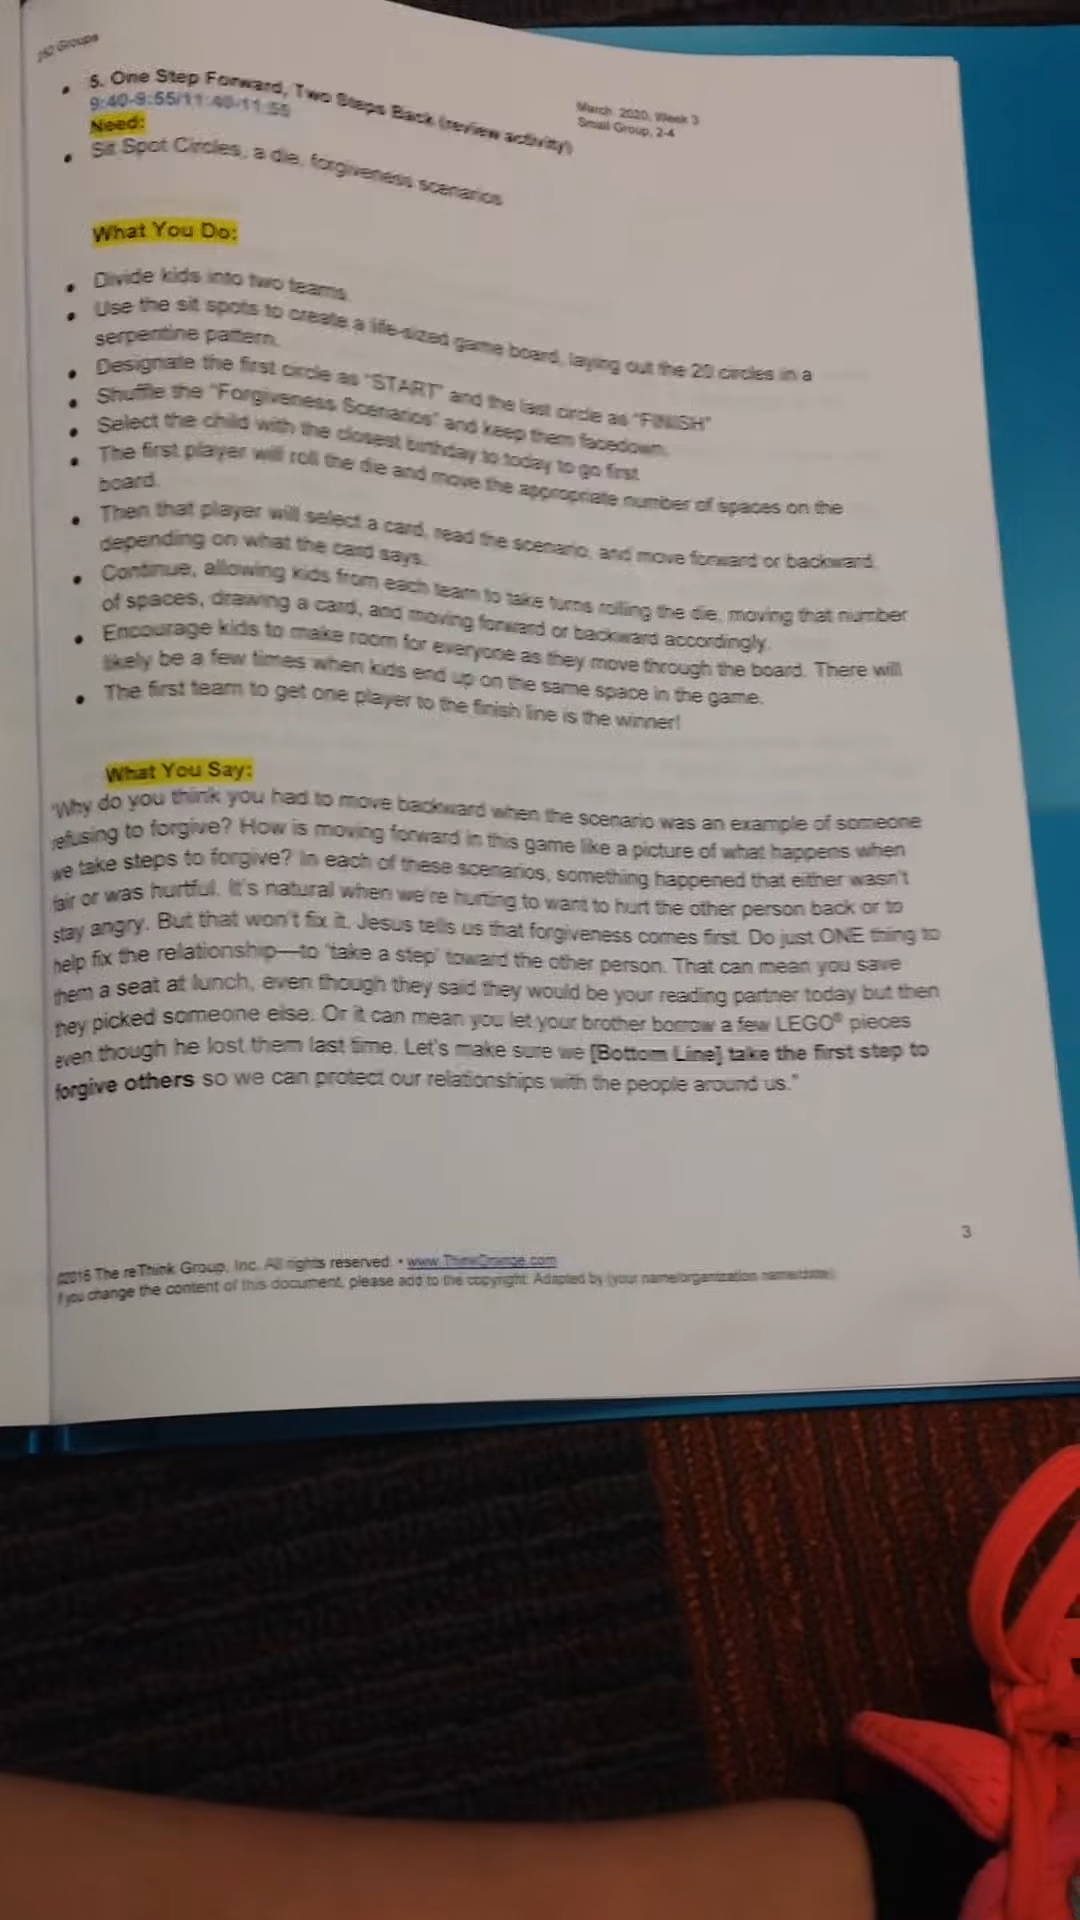 252 Groups
March 2020, Week 3
Small Group, 2-4
• 5. One Step Forward, Two Steps Back (review activity)
9:40-9:55/11:40-11:55
Need:
• Sit Spot Circles, a die, forgiveness scenarios
What You Do:
• Divide kids into two teams.
• Use the sit spots to create a life-sized game board, laying out the 20 circles in a
serpentine pattern.
• Designate the first circle as "START" and the last circle as "FINISH"
• Shuffle the "Forgiveness Scenarios" and keep them facedown.
• Select the child with the closest birthday to today to go first.
• The first player will roll the die and move the appropriate number of spaces on the
board.
• Then that player will select a card, read the scenario, and move forward or backward,
depending on what the card says.
• Continue, allowing kids from each team to take turns rolling the die, moving that number
of spaces, drawing a card, and moving forward or backward accordingly.
• Encourage kids to make room for everyone as they move through the board. There will
likely be a few times when kids end up on the same space in the game.
• The first team to get one player to the finish line is the winner!
What You Say:
"Why do you think you had to move backward when the scenario was an example of someone
refusing to forgive? How is moving forward in this game like a picture of what happens when
we take steps to forgive? In each of these scenarios, something happened that either wasn't
fair or was hurtful. It's natural when we're hurting to want to hurt the other person back or to
stay angry. But that won't fix it. Jesus tells us that forgiveness comes first. Do just ONE thing to
help fix the relationship—to 'take a step' toward the other person. That can mean you save
them a seat at lunch, even though they said they would be your reading partner today but then
they picked someone else. Or it can mean you let your brother borrow a few LEGO® pieces
even though he lost them last time. Let's make sure we [Bottom Line] take the first step to
forgive others so we can protect our relationships with the people around us."
3
©2016 The reThink Group, Inc. All rights reserved. • www.ThinkOrange.com
If you change the content of this document, please add to the copyright: Adapted by (your name/organization name/date)